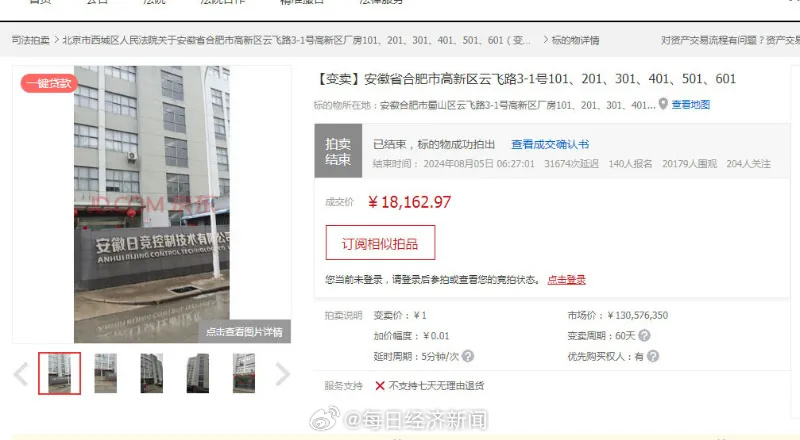 首页
公告
法院
法院合作
精准撮合
法律服务
司法拍卖 > 北京市西城区人民法院关于安徽省合肥市高新区云飞路3-1号高新区厂房101、201、301、401、501、601（变... > 标的物详情
对资产交易流程有问题？资产交易
一键贷款
【变卖】安徽省合肥市高新区云飞路3-1号101、201、301、401、501、601
标的物所在地：安徽合肥市蜀山区云飞路3-1号高新区厂房101、201、301、401... 查看地图
拍卖结束
已结束，标的物成功拍出 查看成交确认书
结束时间： 2024年08月05日 06:27:01 31674次延迟 140人报名 20179人围观 204人关注
JD.COM 京东
成交价 ￥18,162.97
安徽日竞控制技术有限公司
ANHUI RIJING CONTROL TECHNOLOGIES
订阅相似拍品
您当前未登录，请登录后参拍或查看您的竞拍状态。 点击登录
点击查看图片详情
拍卖说明 变卖价：￥1 市场价：￥130,576,350
加价幅度：￥0.01 变卖周期：60天
延时周期：5分钟/次 优先购买权人：有
服务支持 不支持七天无理由退货
@每日经济新闻